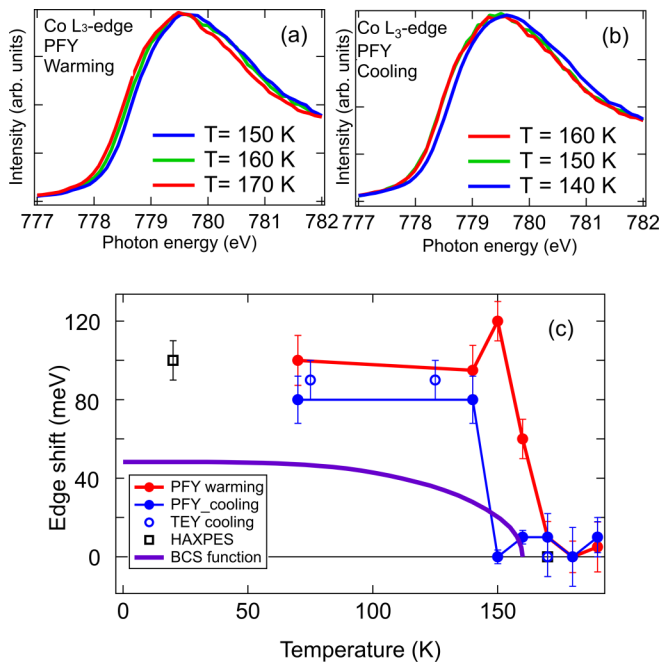 Co L₃-edge
PFY
Warming
(a)
T= 150 K
T= 160 K
T= 170 K
Intensity (arb. units)
777 778 779 780 781 782
Photon energy (eV)
Co L₃-edge
PFY
Cooling
(b)
T= 160 K
T= 150 K
T= 140 K
Intensity (arb. units)
777 778 779 780 781 782
Photon energy (eV)
(c)
120
80
40
0
Edge shift (meV)
PFY warming
PFY_cooling
TEY cooling
HAXPES
BCS function
0 50 100 150
Temperature (K)